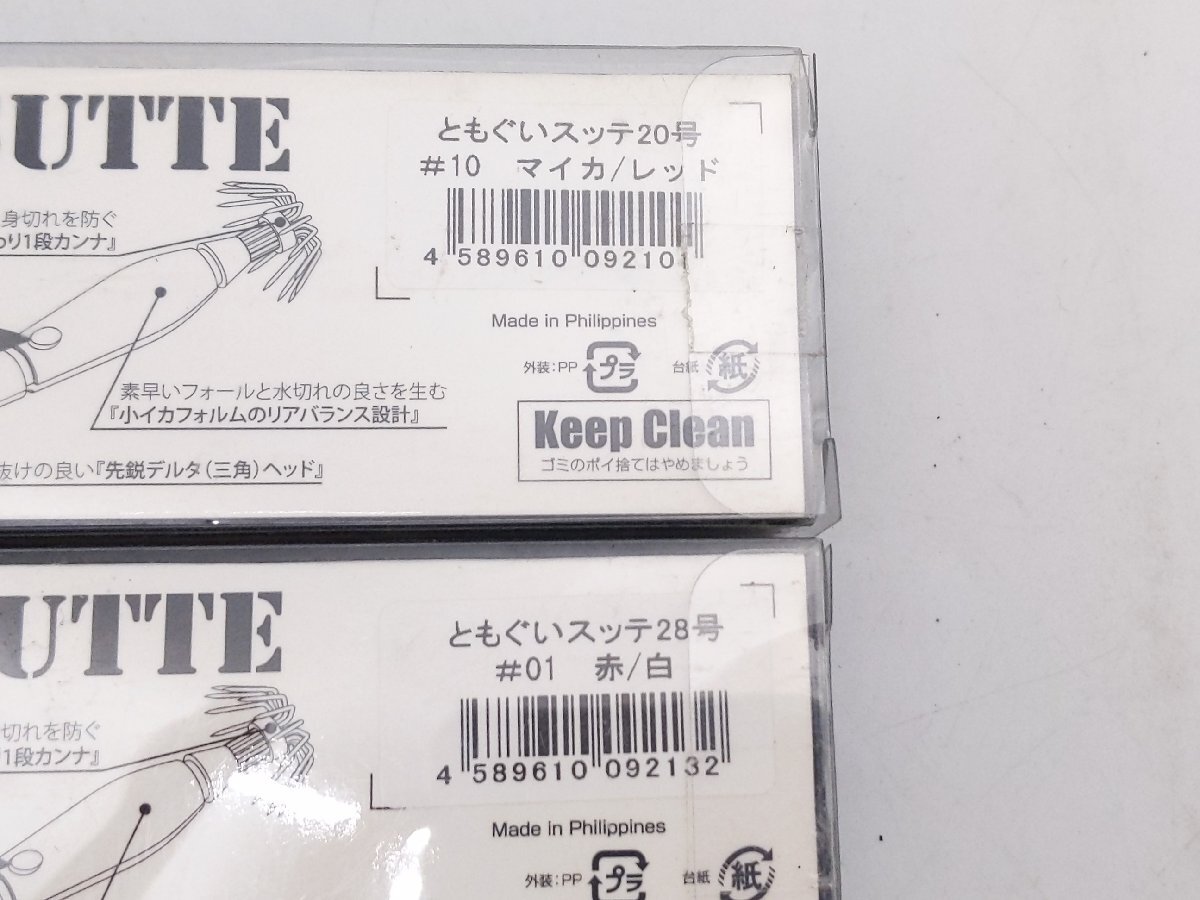 SUTTE
ともぐいスッテ20号
#10 マイカ/レッド
4 589610 092101
身切れを防ぐ
わり1段カンナ』
Made in Philippines
外装:PP プラ 台紙 紙
素早いフォールと水切れの良さを生む
『小イカフォルムのリアバランス設計』
Keep Clean
ゴミのポイ捨てはやめましょう
抜けの良い『先鋭デルタ(三角)ヘッド』
UTTE
ともぐいスッテ28号
#01 赤/白
4 589610 092132
切れを防ぐ
1段カンナ』
Made in Philippines
外装:PP プラ 台紙 紙